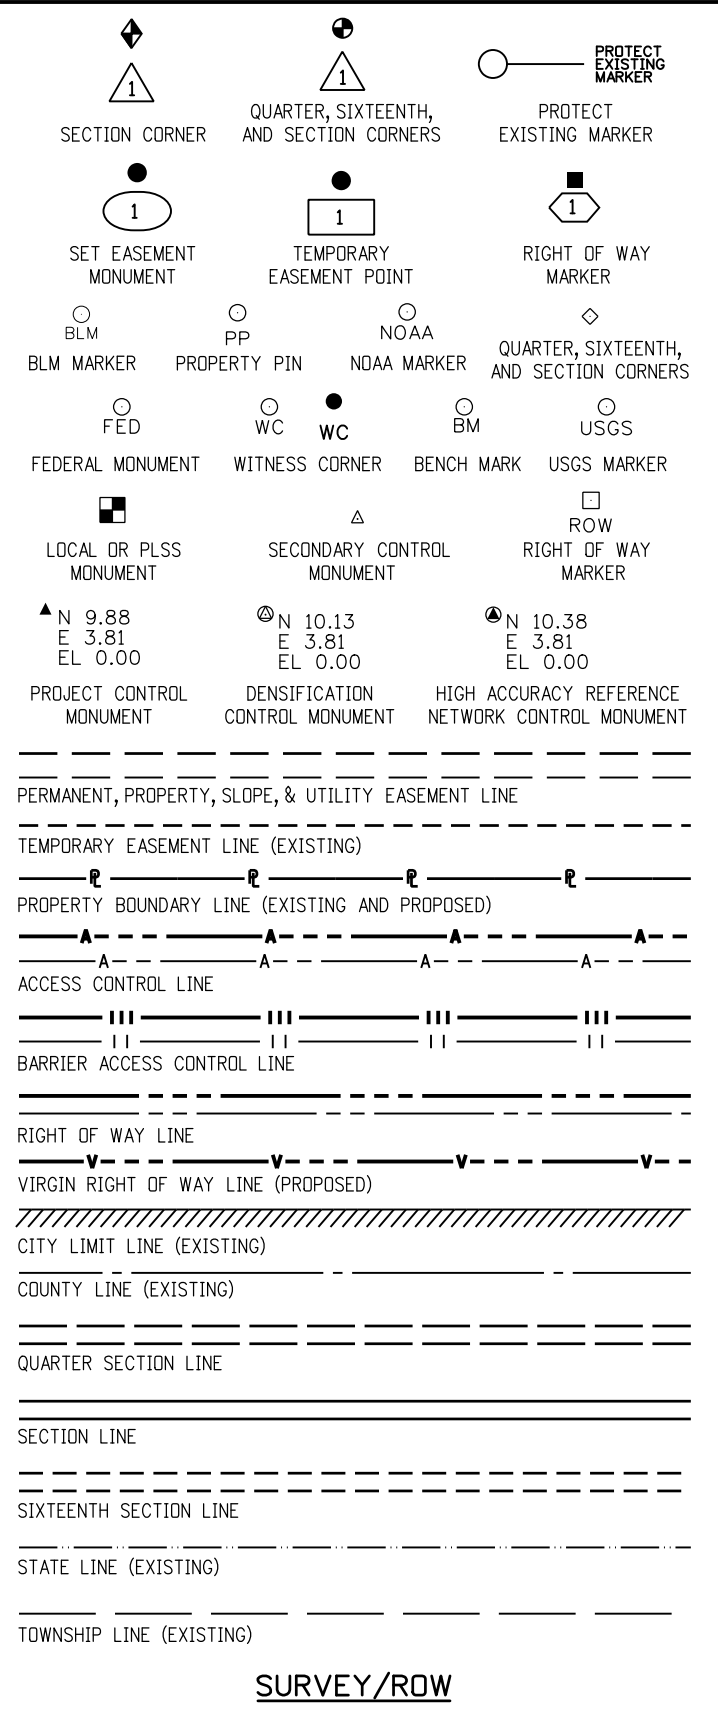 PROTECT
EXISTING
MARKER
1
1
SECTION CORNER
QUARTER, SIXTEENTH,
AND SECTION CORNERS
PROTECT
EXISTING MARKER
1
1
1
SET EASEMENT
MONUMENT
TEMPORARY
EASEMENT POINT
RIGHT OF WAY
MARKER
BLM
PP
NOAA
BLM MARKER
PROPERTY PIN
NOAA MARKER
QUARTER, SIXTEENTH,
AND SECTION CORNERS
FED
WC
WC
BM
USGS
FEDERAL MONUMENT
WITNESS CORNER
BENCH MARK
USGS MARKER
ROW
LOCAL OR PLSS
MONUMENT
SECONDARY CONTROL
MONUMENT
RIGHT OF WAY
MARKER
N 9.88
E 3.81
EL 0.00
N 10.13
E 3.81
EL 0.00
N 10.38
E 3.81
EL 0.00
PROJECT CONTROL
MONUMENT
DENSIFICATION
CONTROL MONUMENT
HIGH ACCURACY REFERENCE
NETWORK CONTROL MONUMENT
PERMANENT, PROPERTY, SLOPE, & UTILITY EASEMENT LINE
TEMPORARY EASEMENT LINE (EXISTING)
PL PL PL PL
PROPERTY BOUNDARY LINE (EXISTING AND PROPOSED)
A A A A
A A A A
ACCESS CONTROL LINE
BARRIER ACCESS CONTROL LINE
RIGHT OF WAY LINE
V V V V
VIRGIN RIGHT OF WAY LINE (PROPOSED)
CITY LIMIT LINE (EXISTING)
COUNTY LINE (EXISTING)
QUARTER SECTION LINE
SECTION LINE
SIXTEENTH SECTION LINE
STATE LINE (EXISTING)
TOWNSHIP LINE (EXISTING)
SURVEY/ROW